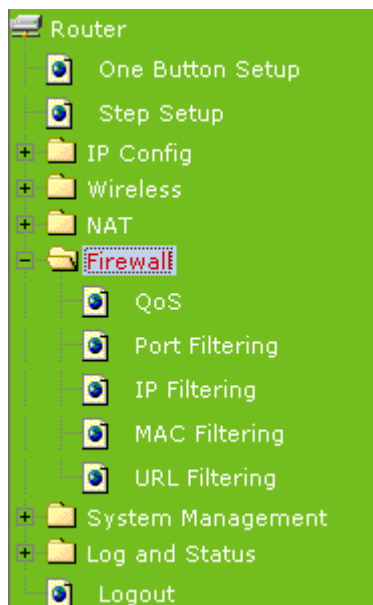 Router
One Button Setup
Step Setup
IP Config
Wireless
NAT
Firewall
QoS
Port Filtering
IP Filtering
MAC Filtering
URL Filtering
System Management
Log and Status
Logout